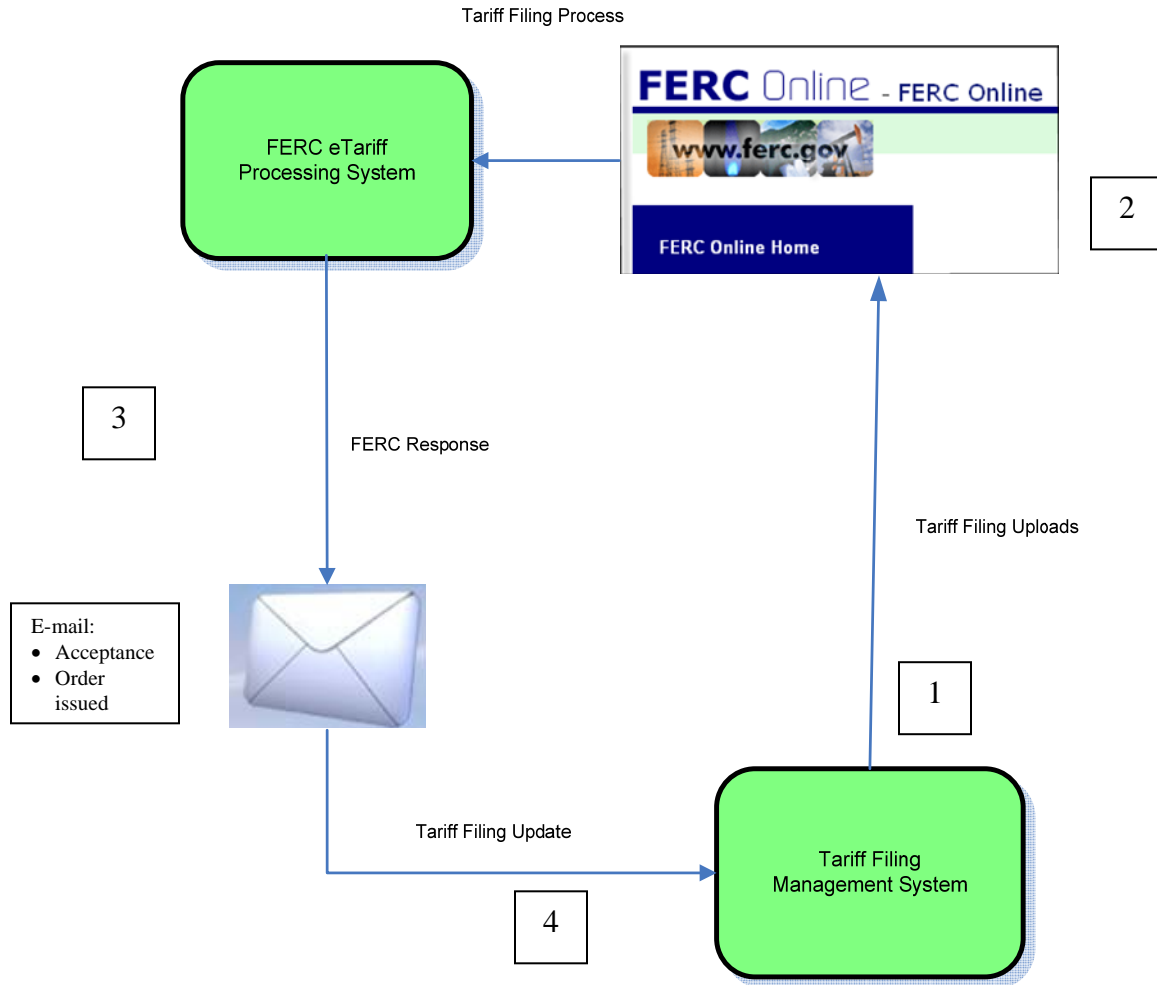 Tariff Filing Process
FERC Online - FERC Online
www.ferc.gov
FERC Online Home
FERC eTariff
Processing System
2
3
FERC Response
Tariff Filing Uploads
E-mail:
• Acceptance
• Order
issued
1
Tariff Filing Update
Tariff Filing
Management System
4